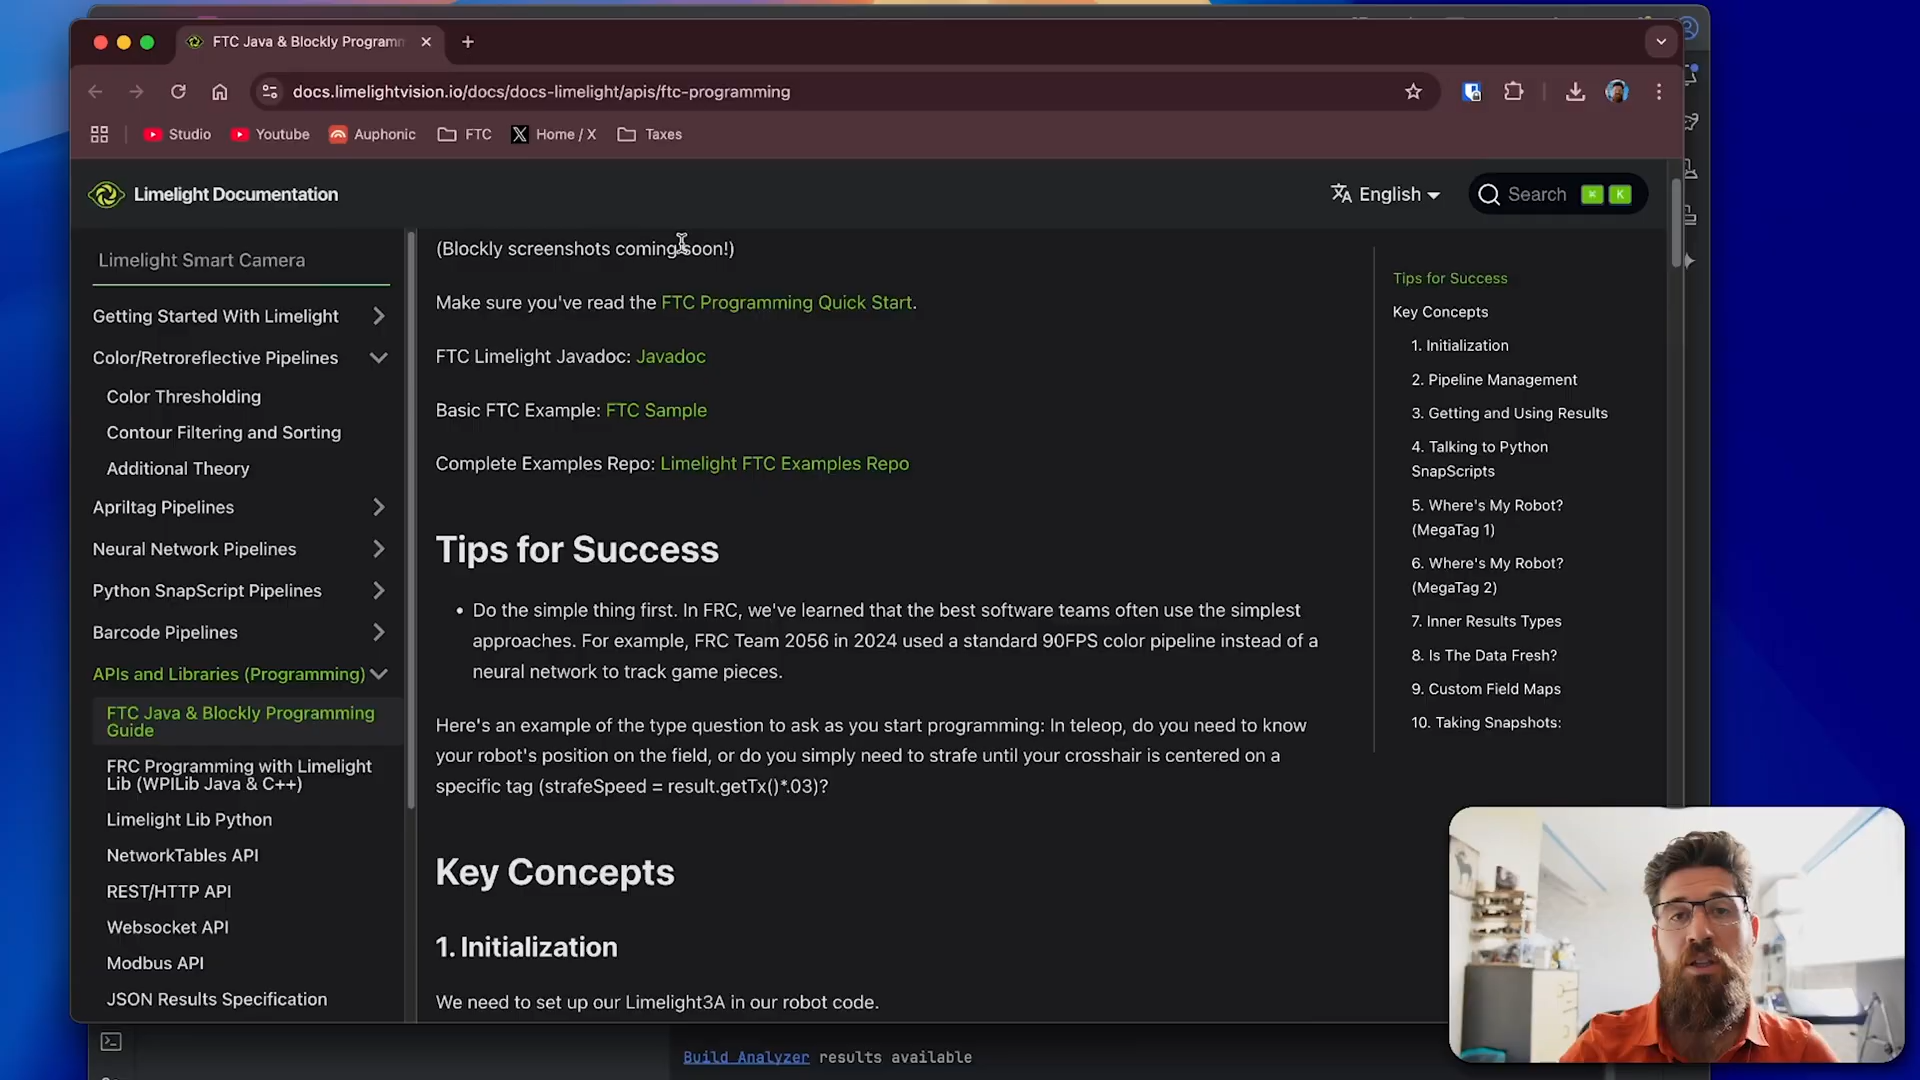 FTC Java & Blockly Programm
docs.limelightvision.io/docs/docs-limelight/apis/ftc-programming
Studio
Youtube
Auphonic
FTC
Home / X
Taxes
Limelight Documentation
English
Search
⌘ K
Limelight Smart Camera
Getting Started With Limelight
Color/Retroreflective Pipelines
Color Thresholding
Contour Filtering and Sorting
Additional Theory
Apriltag Pipelines
Neural Network Pipelines
Python SnapScript Pipelines
Barcode Pipelines
APIs and Libraries (Programming)
FTC Java & Blockly Programming
Guide
FRC Programming with Limelight
Lib (WPILib Java & C++)
Limelight Lib Python
NetworkTables API
REST/HTTP API
Websocket API
Modbus API
JSON Results Specification
(Blockly screenshots coming soon!)
Make sure you've read the FTC Programming Quick Start.
FTC Limelight Javadoc: Javadoc
Basic FTC Example: FTC Sample
Complete Examples Repo: Limelight FTC Examples Repo
Tips for Success
• Do the simple thing first. In FRC, we've learned that the best software teams often use the simplest
approaches. For example, FRC Team 2056 in 2024 used a standard 90FPS color pipeline instead of a
neural network to track game pieces.
Here's an example of the type question to ask as you start programming: In teleop, do you need to know
your robot's position on the field, or do you simply need to strafe until your crosshair is centered on a
specific tag (strafeSpeed = result.getTx()*.03)?
Key Concepts
1. Initialization
We need to set up our Limelight3A in our robot code.
Tips for Success
Key Concepts
1. Initialization
2. Pipeline Management
3. Getting and Using Results
4. Talking to Python
SnapScripts
5. Where's My Robot?
(MegaTag 1)
6. Where's My Robot?
(MegaTag 2)
7. Inner Results Types
8. Is The Data Fresh?
9. Custom Field Maps
10. Taking Snapshots:
Build Analyzer results available